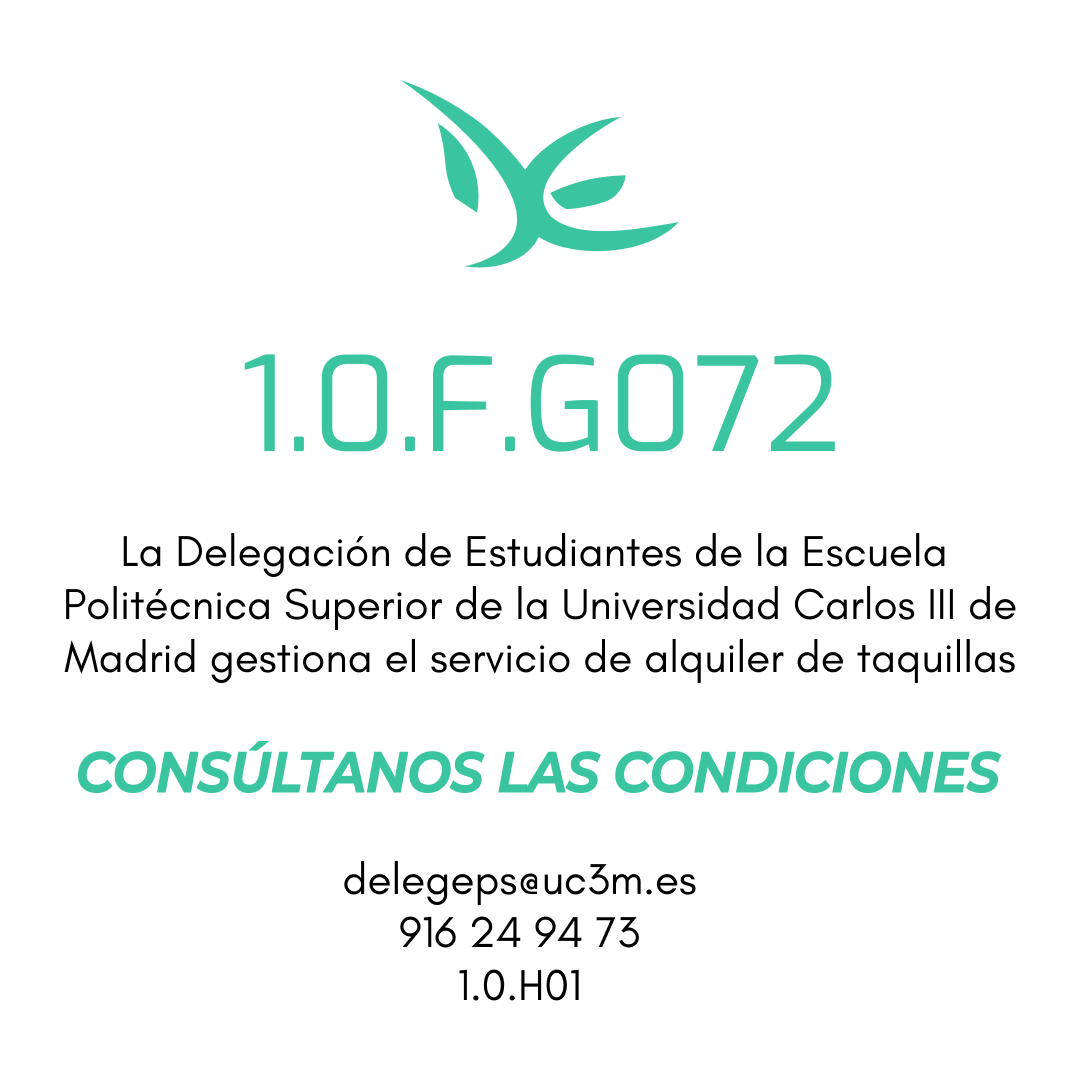 1.0.F.G072
La Delegación de Estudiantes de la Escuela
Politécnica Superior de la Universidad Carlos III de
Madrid gestiona el servicio de alquiler de taquillas
CONSÚLTANOS LAS CONDICIONES
delegeps@uc3m.es
916 24 94 73
1.0.H01